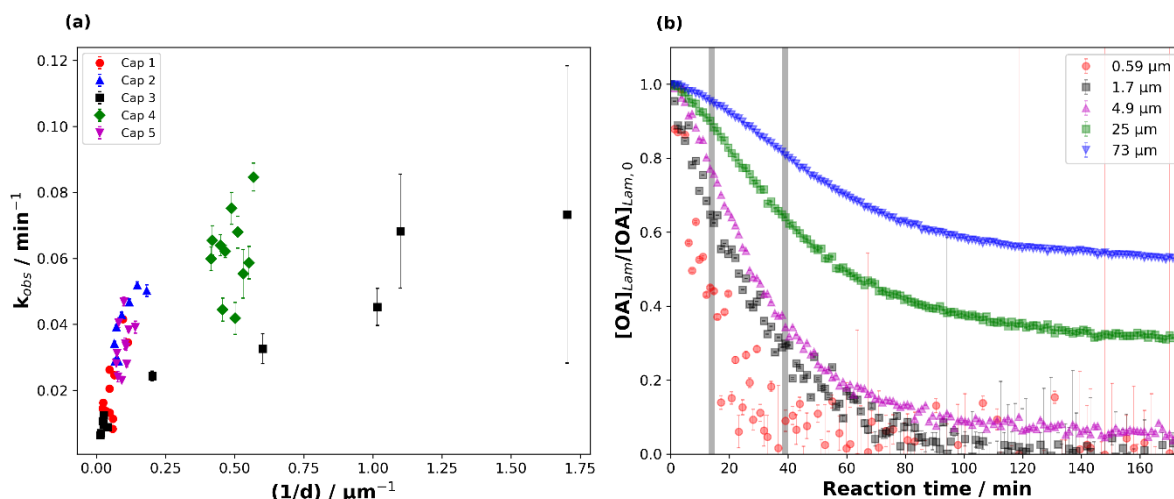 (a)
k_obs / min⁻¹
0.12
0.10
0.08
0.06
0.04
0.02
Cap 1
Cap 2
Cap 3
Cap 4
Cap 5
0.00 0.25 0.50 0.75 1.00 1.25 1.50 1.75
(1/d) / μm⁻¹
(b)
[OA]_Lam/[OA]_Lam, 0
1.0
0.8
0.6
0.4
0.2
0.0
0.59 μm
1.7 μm
4.9 μm
25 μm
73 μm
0 20 40 60 80 100 120 140 160
Reaction time / min